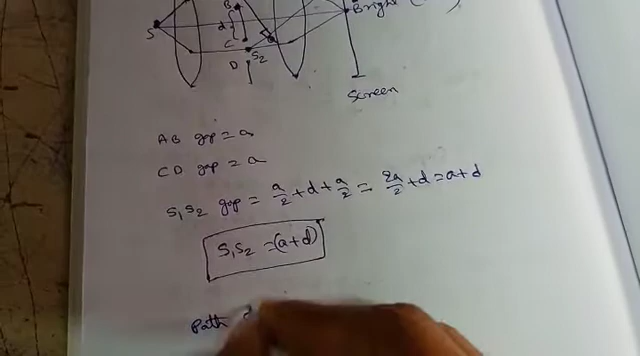 B
S
d
C
S₂
D
Bright
Screen
AB gap = a
CD gap = a
S₁S₂ gap = a/2 + d + a/2 = 2a/2 + d = a + d
S₁S₂ = (a+d)
Path